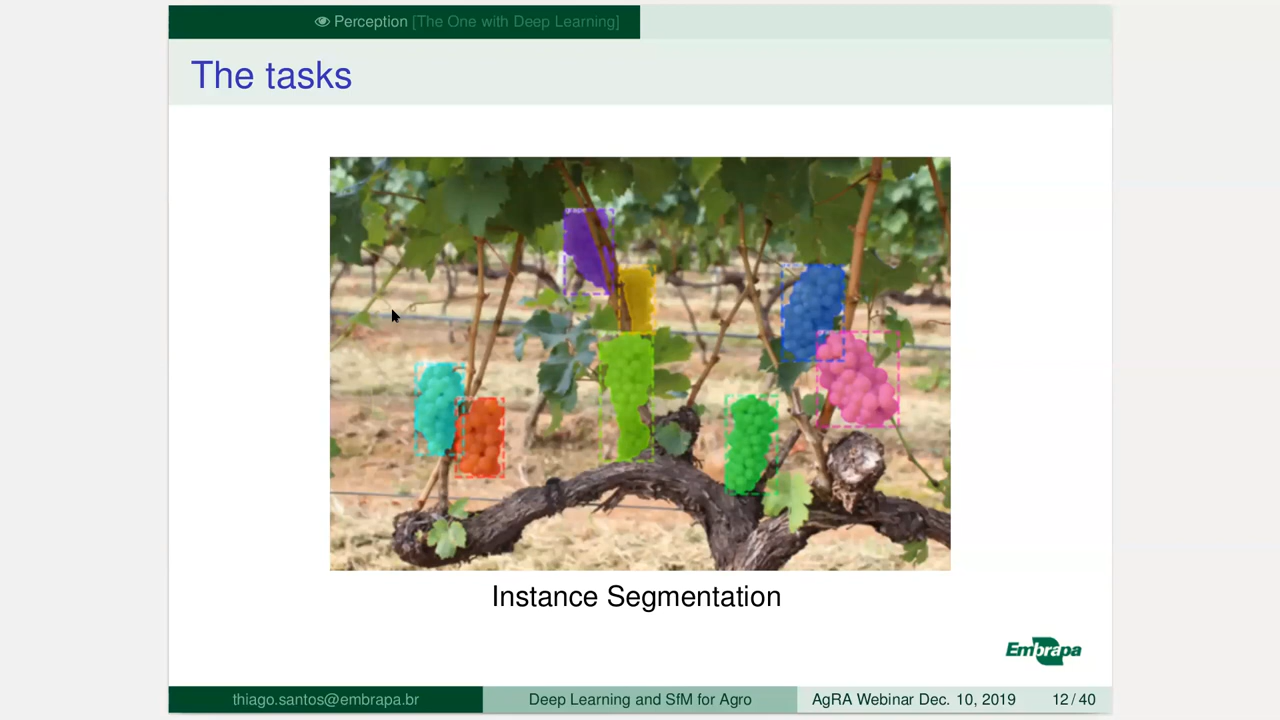 Perception [The One with Deep Learning]
The tasks
Instance Segmentation
Embrapa
thiago.santos@embrapa.br Deep Learning and SfM for Agro AgRA Webinar Dec. 10, 2019 12 / 40